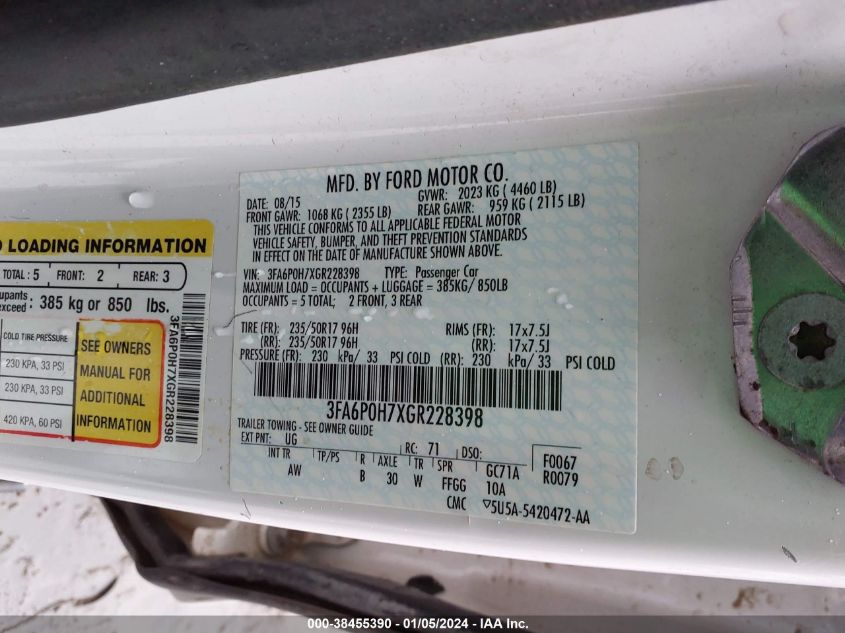 MFD. BY FORD MOTOR CO.
DATE: 08/15 GVWR: 2023 KG ( 4460 LB)
FRONT GAWR: 1068 KG ( 2355 LB) REAR GAWR: 959 KG ( 2115 LB)
THIS VEHICLE CONFORMS TO ALL APPLICABLE FEDERAL MOTOR
VEHICLE SAFETY, BUMPER, AND THEFT PREVENTION STANDARDS
IN EFFECT ON THE DATE OF MANUFACTURE SHOWN ABOVE.
VIN: 3FA6P0H7XGR228398 TYPE: Passenger Car
MAXIMUM LOAD = OCCUPANTS + LUGGAGE = 385KG/ 850LB
OCCUPANTS = 5 TOTAL; 2 FRONT, 3 REAR
TIRE (FR): 235/50R17 96H RIMS (FR): 17x7.5J
(RR): 235/50R17 96H (RR): 17x7.5J
PRESSURE (FR): 230 kPa/ 33 PSI COLD (RR): 230 kPa/ 33 PSI COLD
3FA6P0H7XGR228398
TRAILER TOWING - SEE OWNER GUIDE
EXT PNT: UG RC: 71 DSO:
INT TR TP/PS R AXLE TR SPR GC71A F0067
AW B 30 W FFGG 10A R0079
CMC ▽5U5A-5420472-AA
LOADING INFORMATION
TOTAL : 5 FRONT: 2 REAR: 3
385 kg or 850 lbs.
COLD TIRE PRESSURE
230 KPA, 33 PSI
230 KPA, 33 PSI
420 KPA, 60 PSI
SEE OWNERS
MANUAL FOR
ADDITIONAL
INFORMATION
3FA6P0H7XGR228398
000-38455390 - 01/05/2024 - IAA Inc.